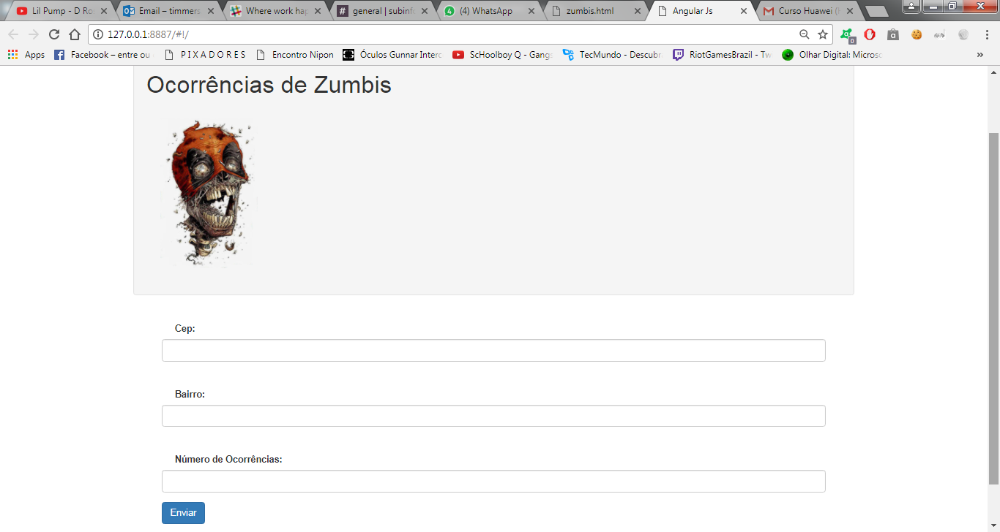 Lil Pump - D Ro
Email – timmers
Where work hap
general | subinfo
(4) WhatsApp
zumbis.html
Angular Js
Curso Huawei (
127.0.0.1:8887/#!/
Apps
Facebook – entre ou
P I X A D O R E S
Encontro Nipon
Óculos Gunnar Interc
ScHoolboy Q - Gangs
TecMundo - Descubra
RiotGamesBrazil - Tw
Olhar Digital: Microso
»
Ocorrências de Zumbis
Cep:
Bairro:
Número de Ocorrências:
Enviar